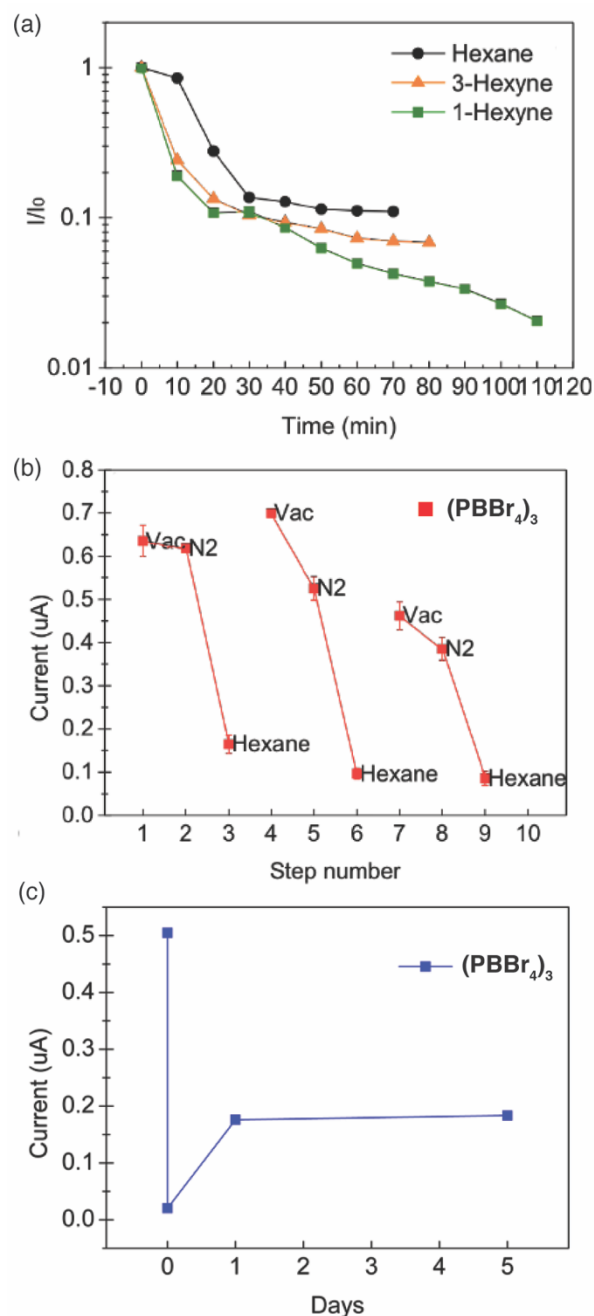 (a)
Hexane
3-Hexyne
1-Hexyne
1
0.1
0.01
I/I₀
-10 0 10 20 30 40 50 60 70 80 90 100 110 120
Time (min)
(b)
(PBBr₄)₃
0.8
0.7
0.6
0.5
0.4
0.3
0.2
0.1
0.0
Current (uA)
Vac
N2
Hexane
Vac
N2
Hexane
Vac
N2
Hexane
1 2 3 4 5 6 7 8 9 10
Step number
(c)
(PBBr₄)₃
0.5
0.4
0.3
0.2
0.1
0.0
Current (uA)
0 1 2 3 4 5
Days